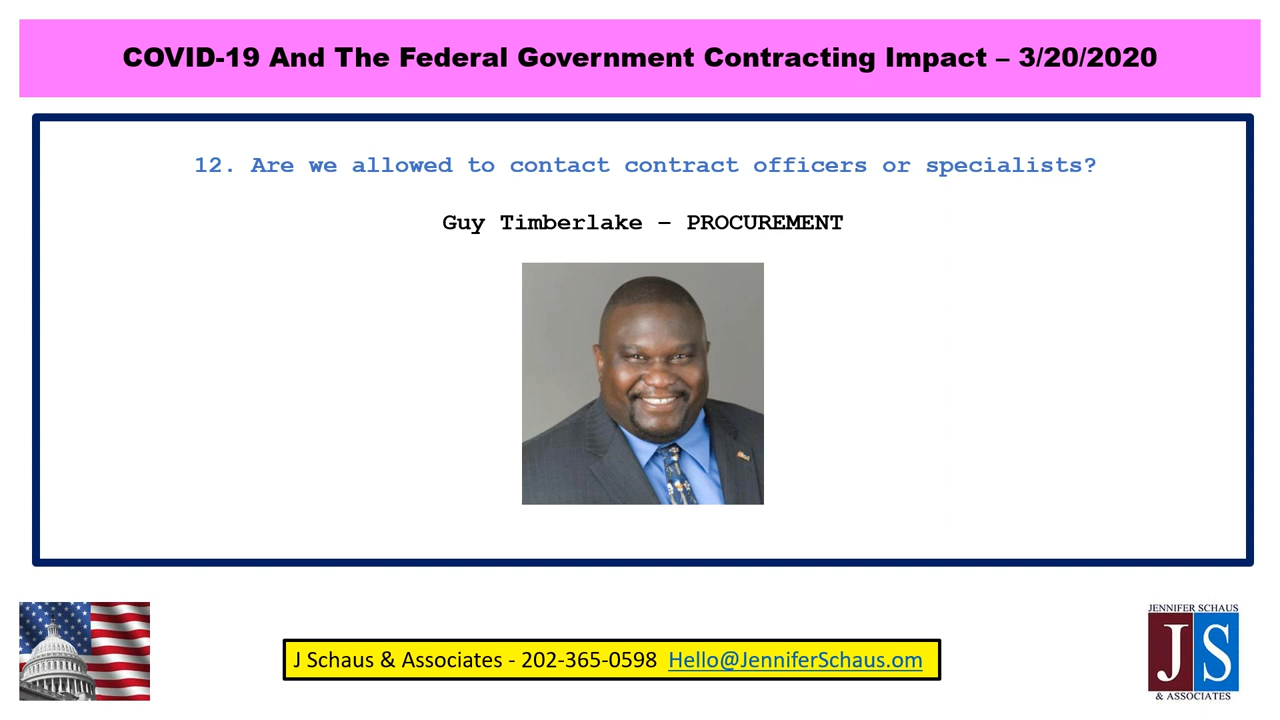 COVID-19 And The Federal Government Contracting Impact – 3/20/2020
12. Are we allowed to contact contract officers or specialists?
Guy Timberlake – PROCUREMENT
J Schaus & Associates - 202-365-0598 Hello@JenniferSchaus.om
JENNIFER SCHAUS
J S
& ASSOCIATES